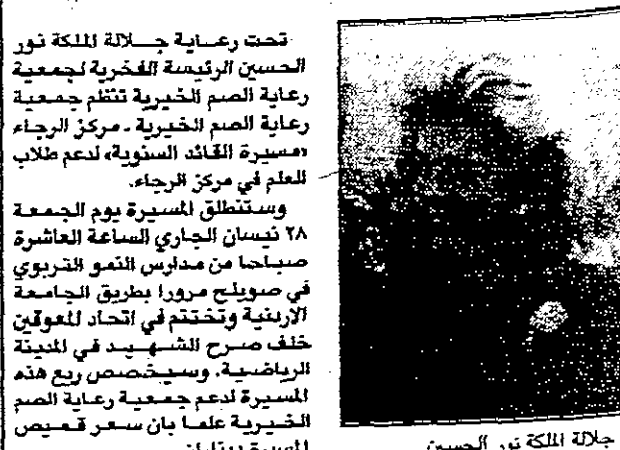 تحت رعاية جلالة الملكة نور
الحسين الرئيسة الفخرية لجمعية
رعاية الصم الخيرية تنظم جمعية
رعاية الصم الخيرية - مركز الرجاء
«مسيرة القائد السنوية» لدعم طلاب
العلم في مركز الرجاء.
وستنطلق المسيرة يوم الجمعة
٢٨ نيسان الجاري الساعة العاشرة
صباحا من مدارس النمو التربوي
في صويلح مرورا بطريق الجامعة
الاردنية وتختتم في اتحاد المعوقين
خلف صرح الشهيد في المدينة
الرياضية. وسيخصص ريع هذه
المسيرة لدعم جمعية رعاية الصم
الخيرية علما بان سعر قميص
المسيرة ديناران
جلالة الملكة نور الحسين